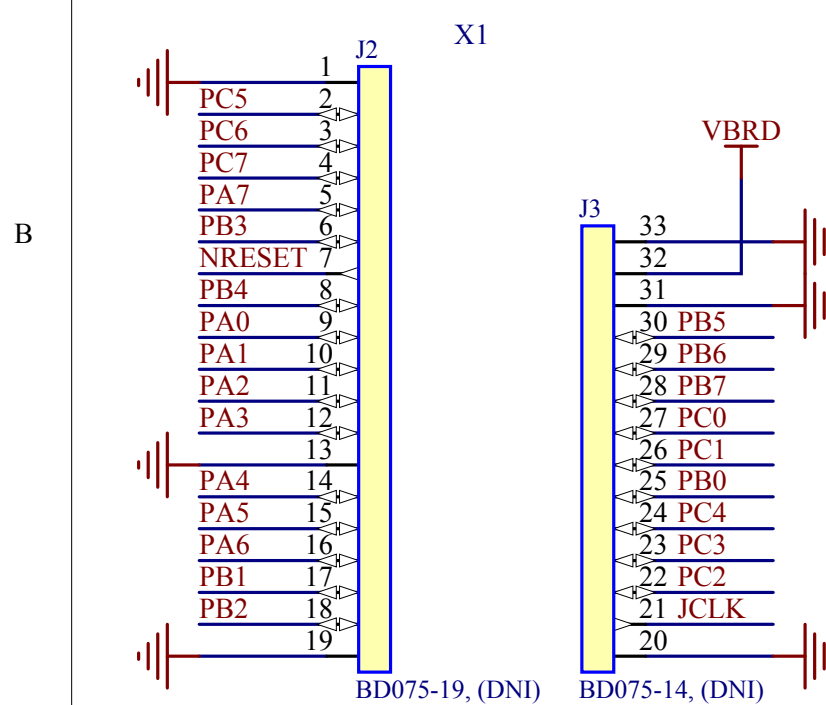 X1
J2
1
PC5 2
PC6 3
PC7 4
PA7 5
PB3 6
NRESET 7
PB4 8
PA0 9
PA1 10
PA2 11
PA3 12
13
PA4 14
PA5 15
PA6 16
PB1 17
PB2 18
19
BD075-19, (DNI)
B
VBRD
J3
33
32
31
30 PB5
29 PB6
28 PB7
27 PC0
26 PC1
25 PB0
24 PC4
23 PC3
22 PC2
21 JCLK
20
BD075-14, (DNI)